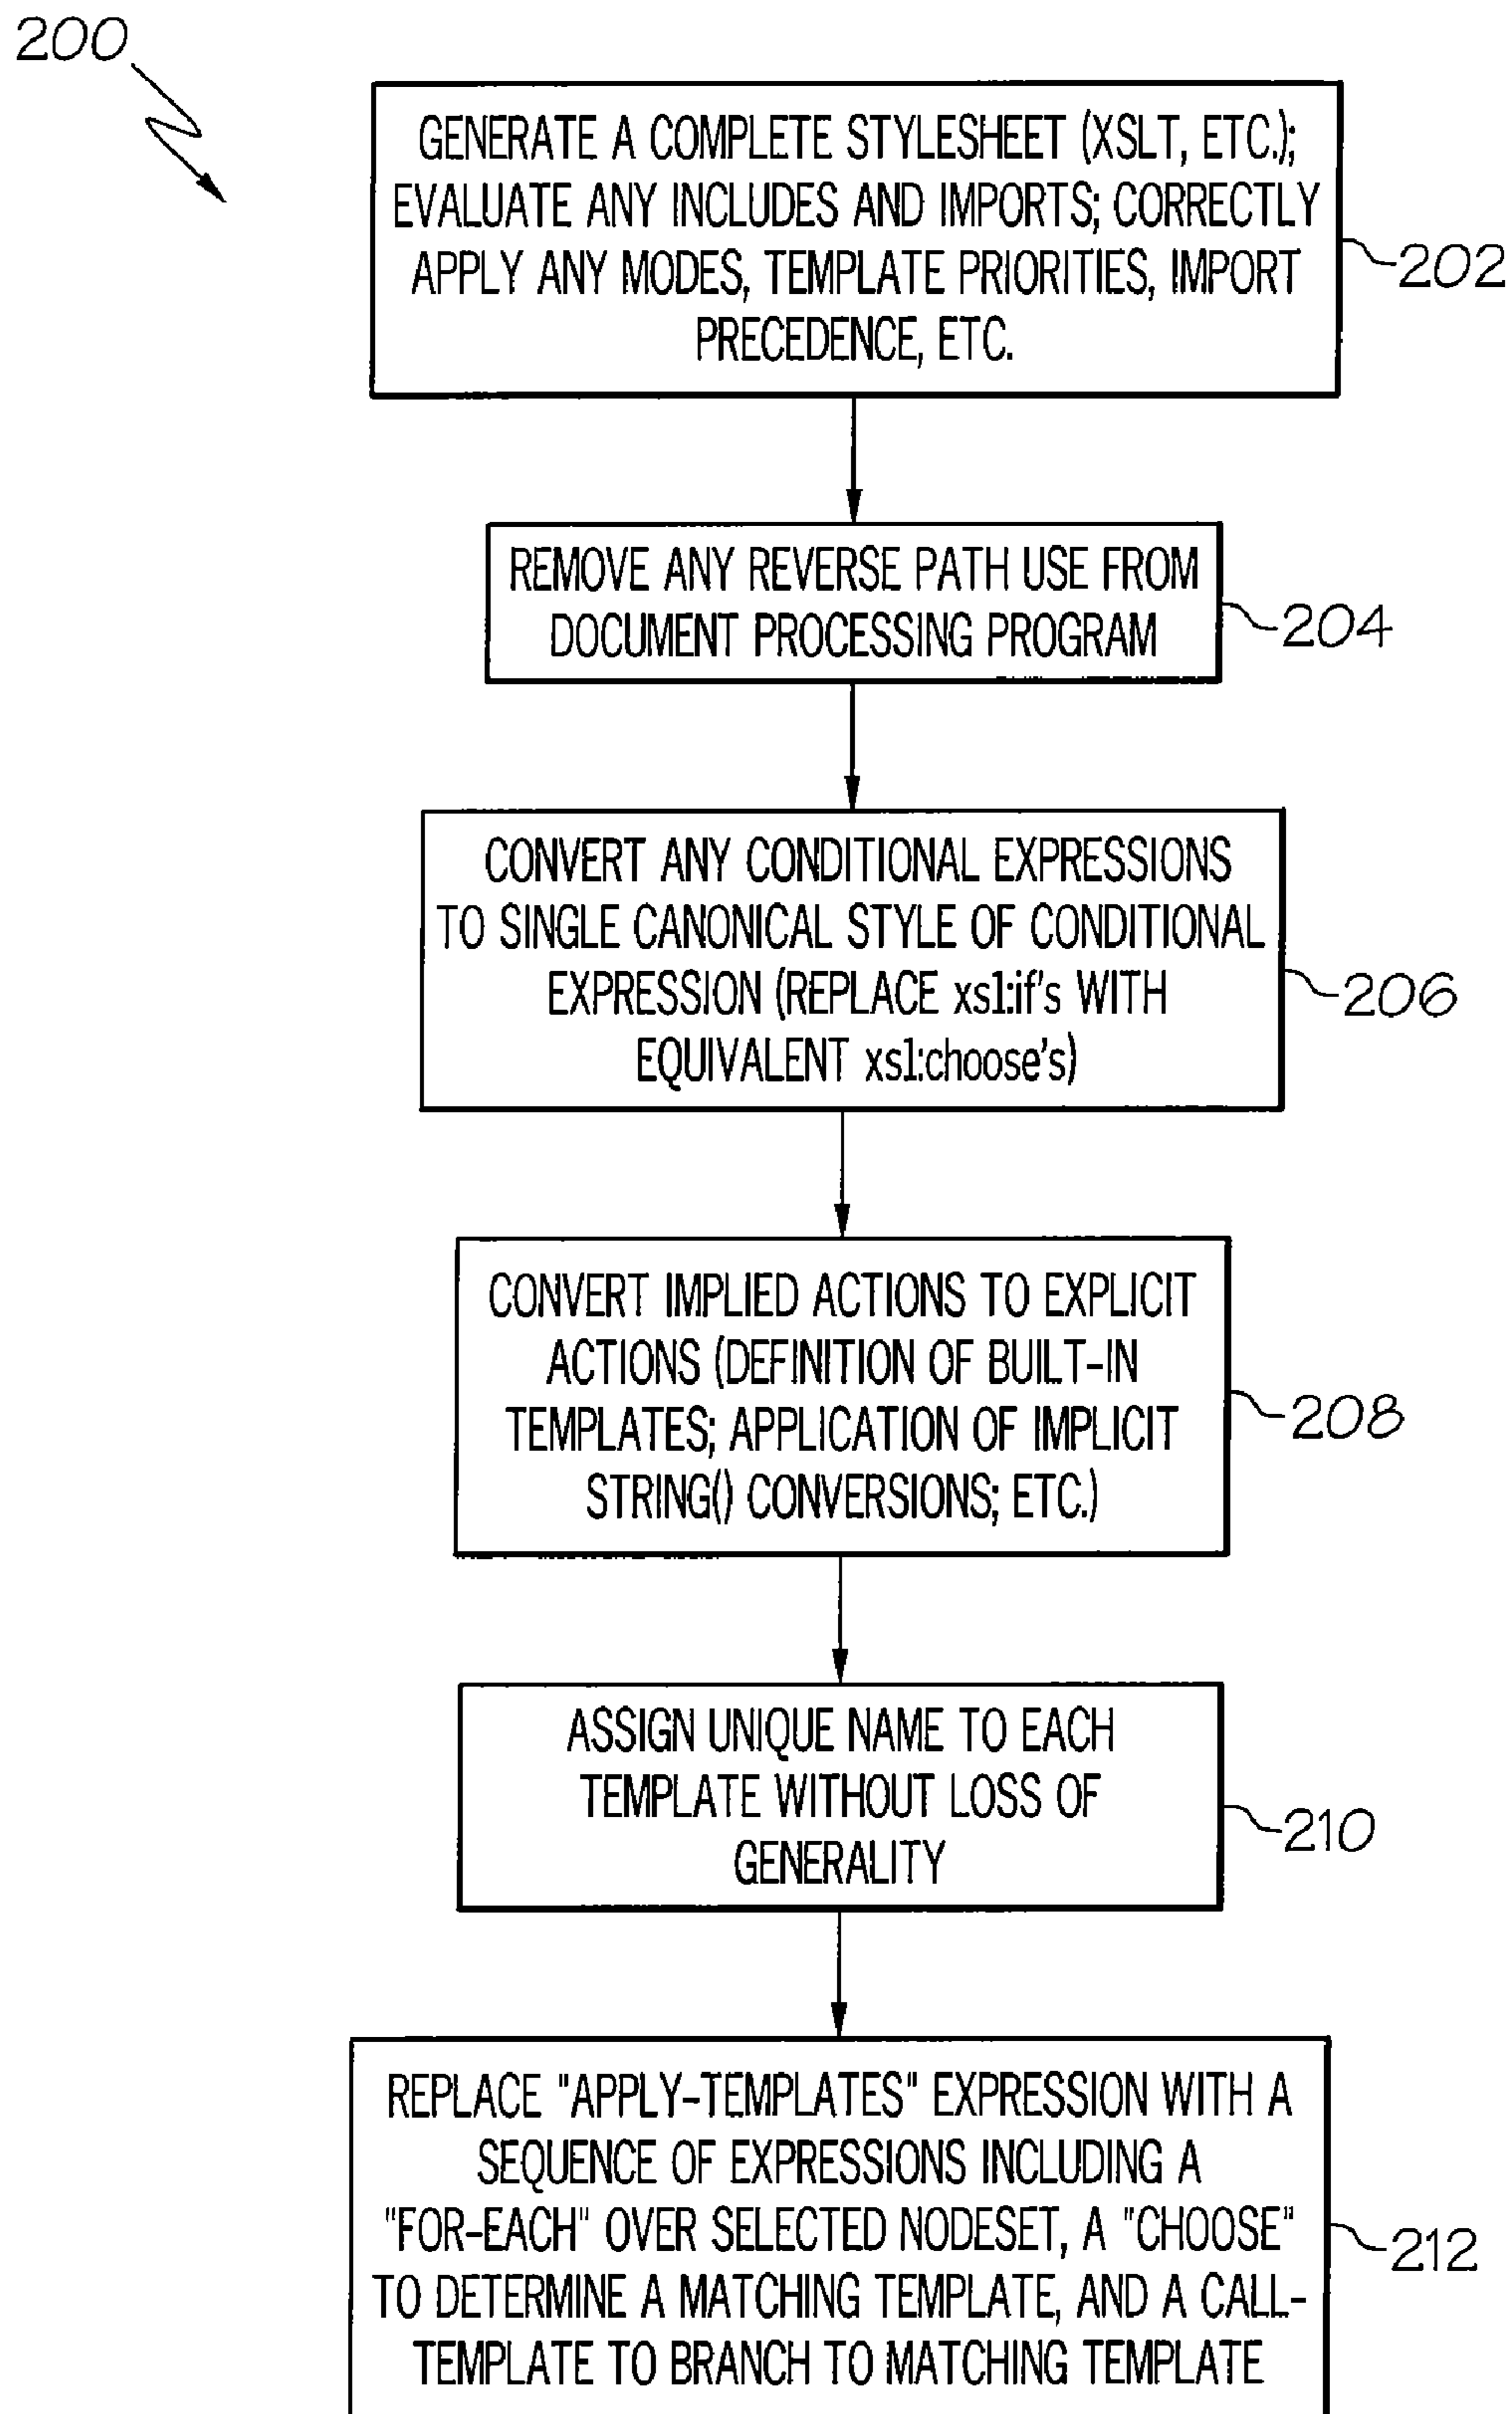 200
GENERATE A COMPLETE STYLESHEET (XSLT, ETC.);
EVALUATE ANY INCLUDES AND IMPORTS; CORRECTLY
APPLY ANY MODES, TEMPLATE PRIORITIES, IMPORT
PRECEDENCE, ETC.
202
REMOVE ANY REVERSE PATH USE FROM
DOCUMENT PROCESSING PROGRAM
204
CONVERT ANY CONDITIONAL EXPRESSIONS
TO SINGLE CANONICAL STYLE OF CONDITIONAL
EXPRESSION (REPLACE xs1:if's WITH
EQUIVALENT xs1:choose's)
206
CONVERT IMPLIED ACTIONS TO EXPLICIT
ACTIONS (DEFINITION OF BUILT-IN
TEMPLATES; APPLICATION OF IMPLICIT
STRING() CONVERSIONS; ETC.)
208
ASSIGN UNIQUE NAME TO EACH
TEMPLATE WITHOUT LOSS OF
GENERALITY
210
REPLACE "APPLY-TEMPLATES" EXPRESSION WITH A
SEQUENCE OF EXPRESSIONS INCLUDING A
"FOR-EACH" OVER SELECTED NODESET, A "CHOOSE"
TO DETERMINE A MATCHING TEMPLATE, AND A CALL-
TEMPLATE TO BRANCH TO MATCHING TEMPLATE
212